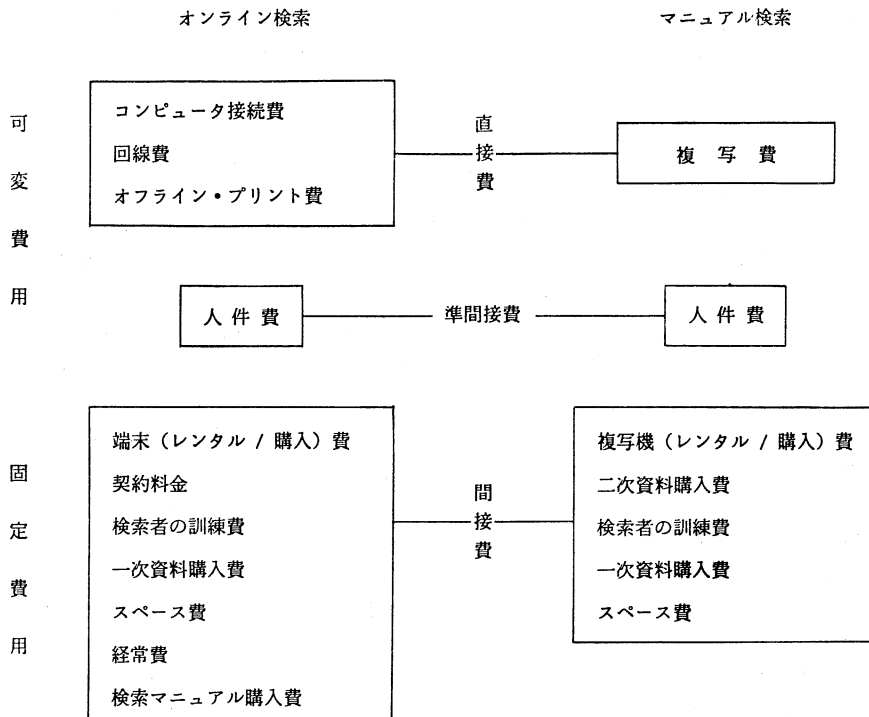 オンライン検索
マニュアル検索
可変費用
コンピュータ接続費
回線費
オフライン・プリント費
直接費
複写費
人件費
準間接費
人件費
固定費用
端末（レンタル / 購入）費
契約料金
検索者の訓練費
一次資料購入費
スペース費
経常費
検索マニュアル購入費
間接費
複写機（レンタル / 購入）費
二次資料購入費
検索者の訓練費
一次資料購入費
スペース費